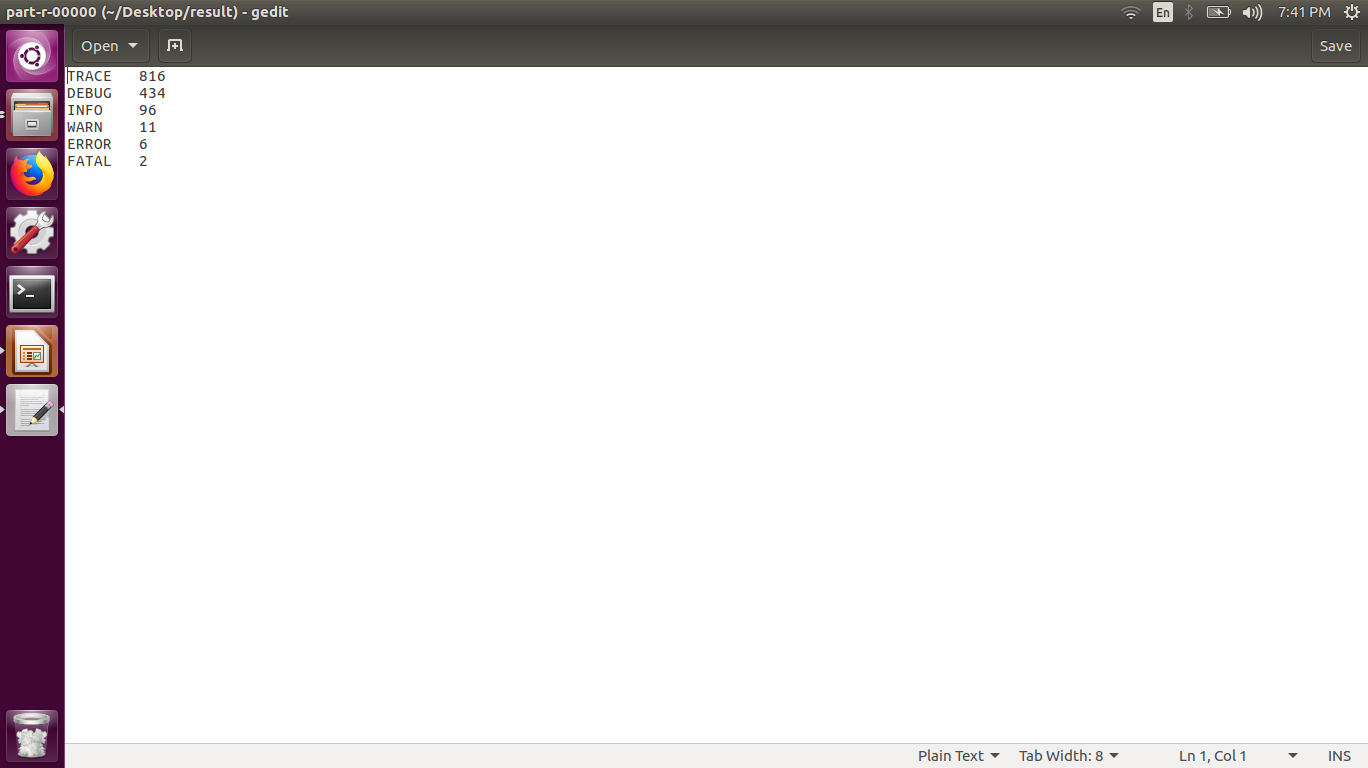 part-r-00000 (~/Desktop/result) - gedit
En
7:41 PM
Open
Save
TRACE 816
DEBUG 434
INFO 96
WARN 11
ERROR 6
FATAL 2
Plain Text
Tab Width: 8
Ln 1, Col 1
INS